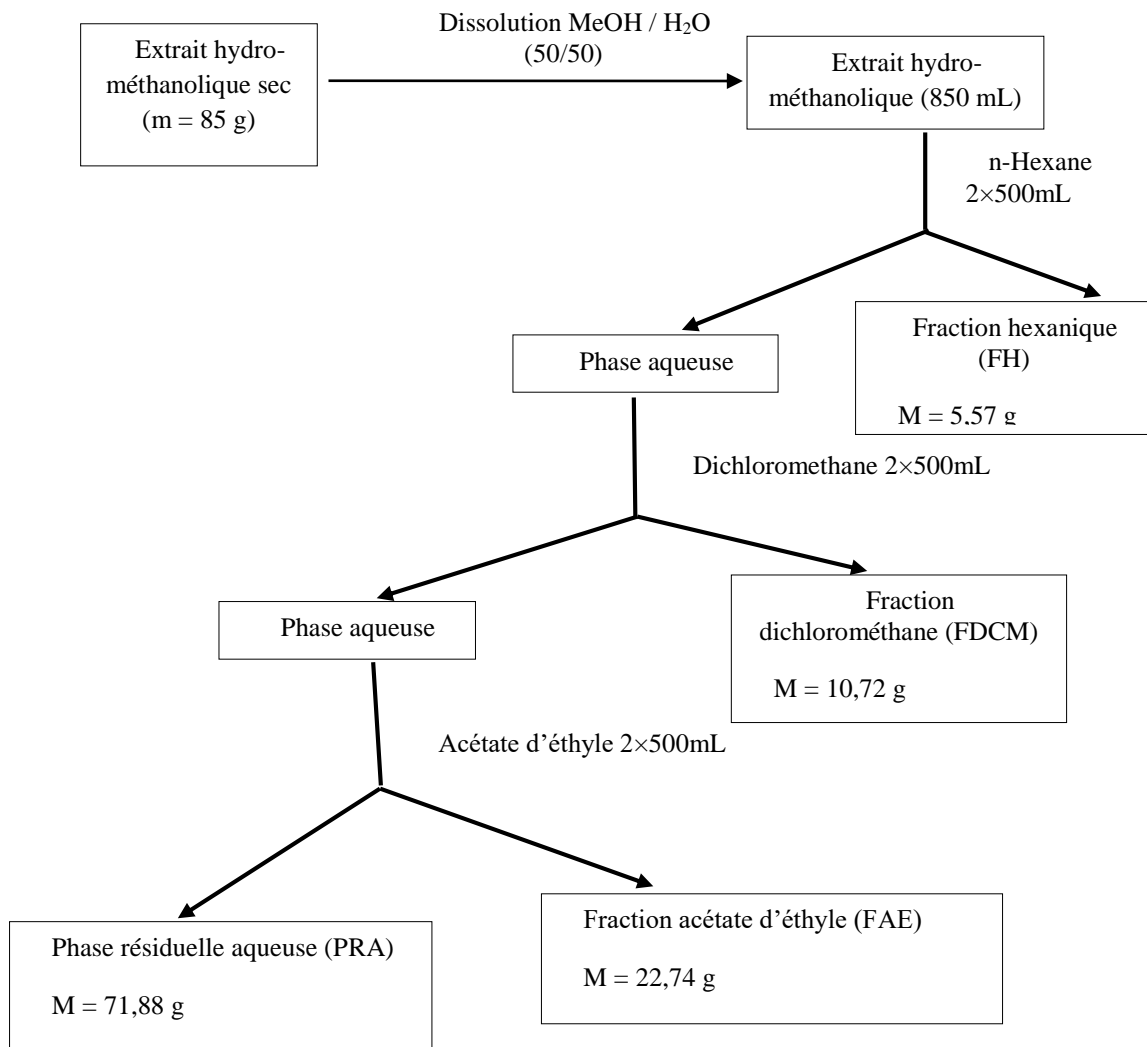 Extrait hydro-
méthanolique sec
(m = 85 g)
Dissolution MeOH / H₂O
(50/50)
Extrait hydro-
méthanolique (850 mL)
n-Hexane
2×500mL
Fraction hexanique
(FH)
M = 5,57 g
Phase aqueuse
Dichloromethane 2×500mL
Fraction
dichlorométhane (FDCM)
M = 10,72 g
Phase aqueuse
Acétate d’éthyle 2×500mL
Fraction acétate d’éthyle (FAE)
M = 22,74 g
Phase résiduelle aqueuse (PRA)
M = 71,88 g